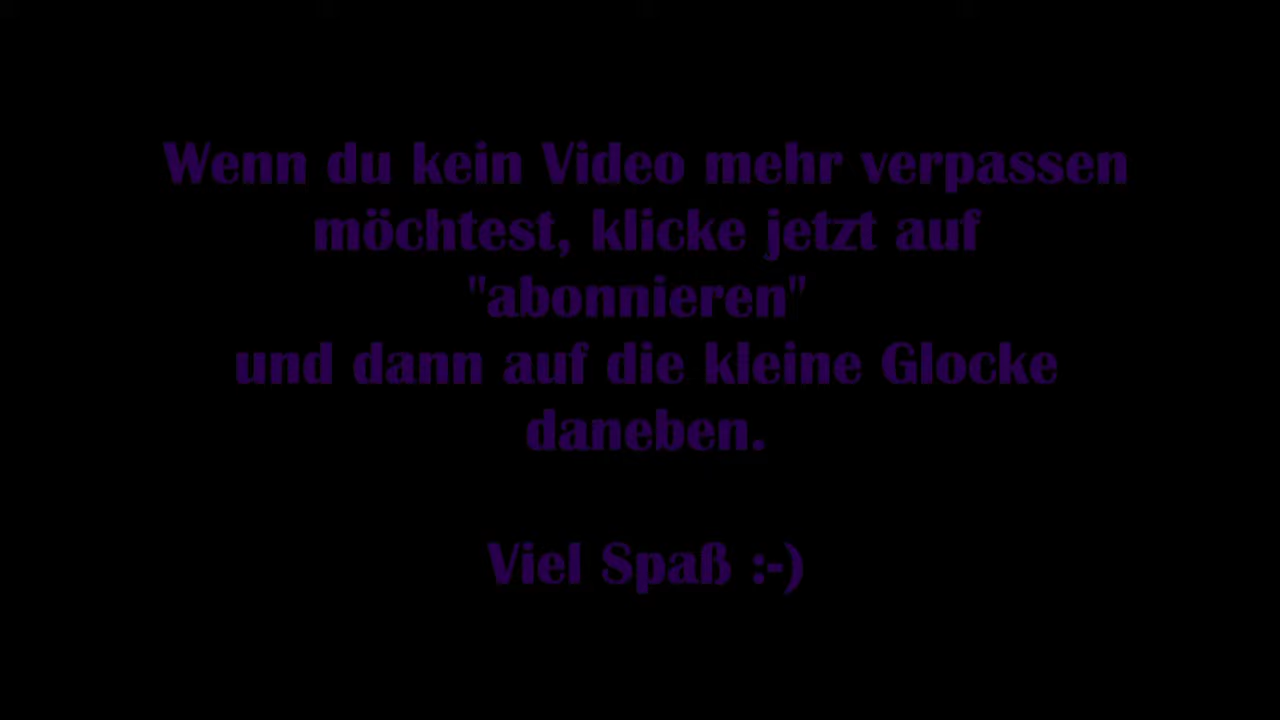 Wenn du kein Video mehr verpassen
möchtest, klicke jetzt auf
"abonnieren"
und dann auf die kleine Glocke
daneben.
Viel Spaß :-)